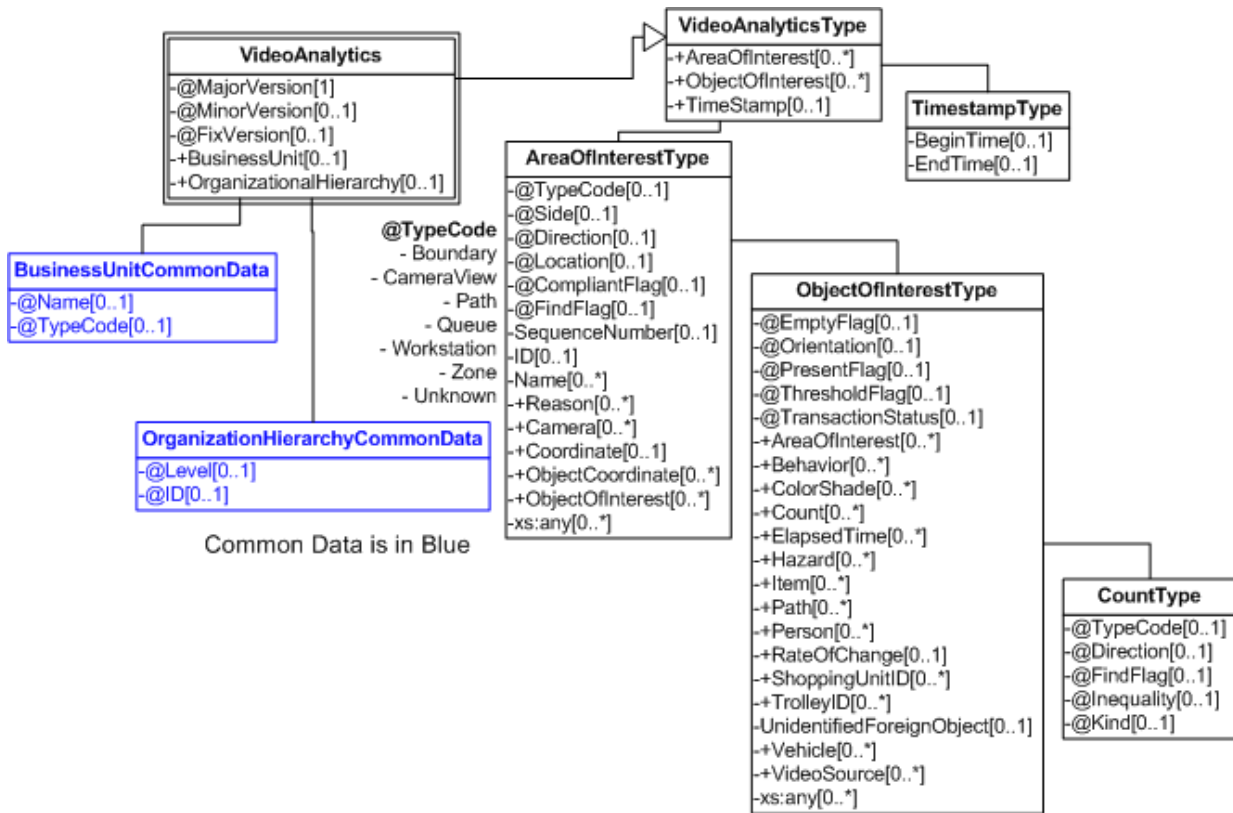 VideoAnalytics
-@MajorVersion[1]
-@MinorVersion[0..1]
-@FixVersion[0..1]
-+BusinessUnit[0..1]
-+OrganizationalHierarchy[0..1]
VideoAnalyticsType
-+AreaOfInterest[0..*]
-+ObjectOfInterest[0..*]
-+TimeStamp[0..1]
TimestampType
-BeginTime[0..1]
-EndTime[0..1]
BusinessUnitCommonData
-@Name[0..1]
-@TypeCode[0..1]
OrganizationHierarchyCommonData
-@Level[0..1]
-@ID[0..1]
Common Data is in Blue
@TypeCode
- Boundary
- CameraView
- Path
- Queue
- Workstation
- Zone
- Unknown
AreaOfInterestType
-@TypeCode[0..1]
-@Side[0..1]
-@Direction[0..1]
-@Location[0..1]
-@CompliantFlag[0..1]
-@FindFlag[0..1]
-SequenceNumber[0..1]
-ID[0..1]
-Name[0..*]
-+Reason[0..*]
-+Camera[0..*]
-+Coordinate[0..1]
-+ObjectCoordinate[0..*]
-+ObjectOfInterest[0..*]
-xs:any[0..*]
ObjectOfInterestType
-@EmptyFlag[0..1]
-@Orientation[0..1]
-@PresentFlag[0..1]
-@ThresholdFlag[0..1]
-@TransactionStatus[0..1]
-+AreaOfInterest[0..*]
-+Behavior[0..*]
-+ColorShade[0..*]
-+Count[0..*]
-+ElapsedTime[0..*]
-+Hazard[0..*]
-+Item[0..*]
-+Path[0..*]
-+Person[0..*]
-+RateOfChange[0..1]
-+ShoppingUnitID[0..*]
-+TrolleyID[0..*]
-UnidentifiedForeignObject[0..1]
-+Vehicle[0..*]
-+VideoSource[0..*]
-xs:any[0..*]
CountType
-@TypeCode[0..1]
-@Direction[0..1]
-@FindFlag[0..1]
-@Inequality[0..1]
-@Kind[0..1]